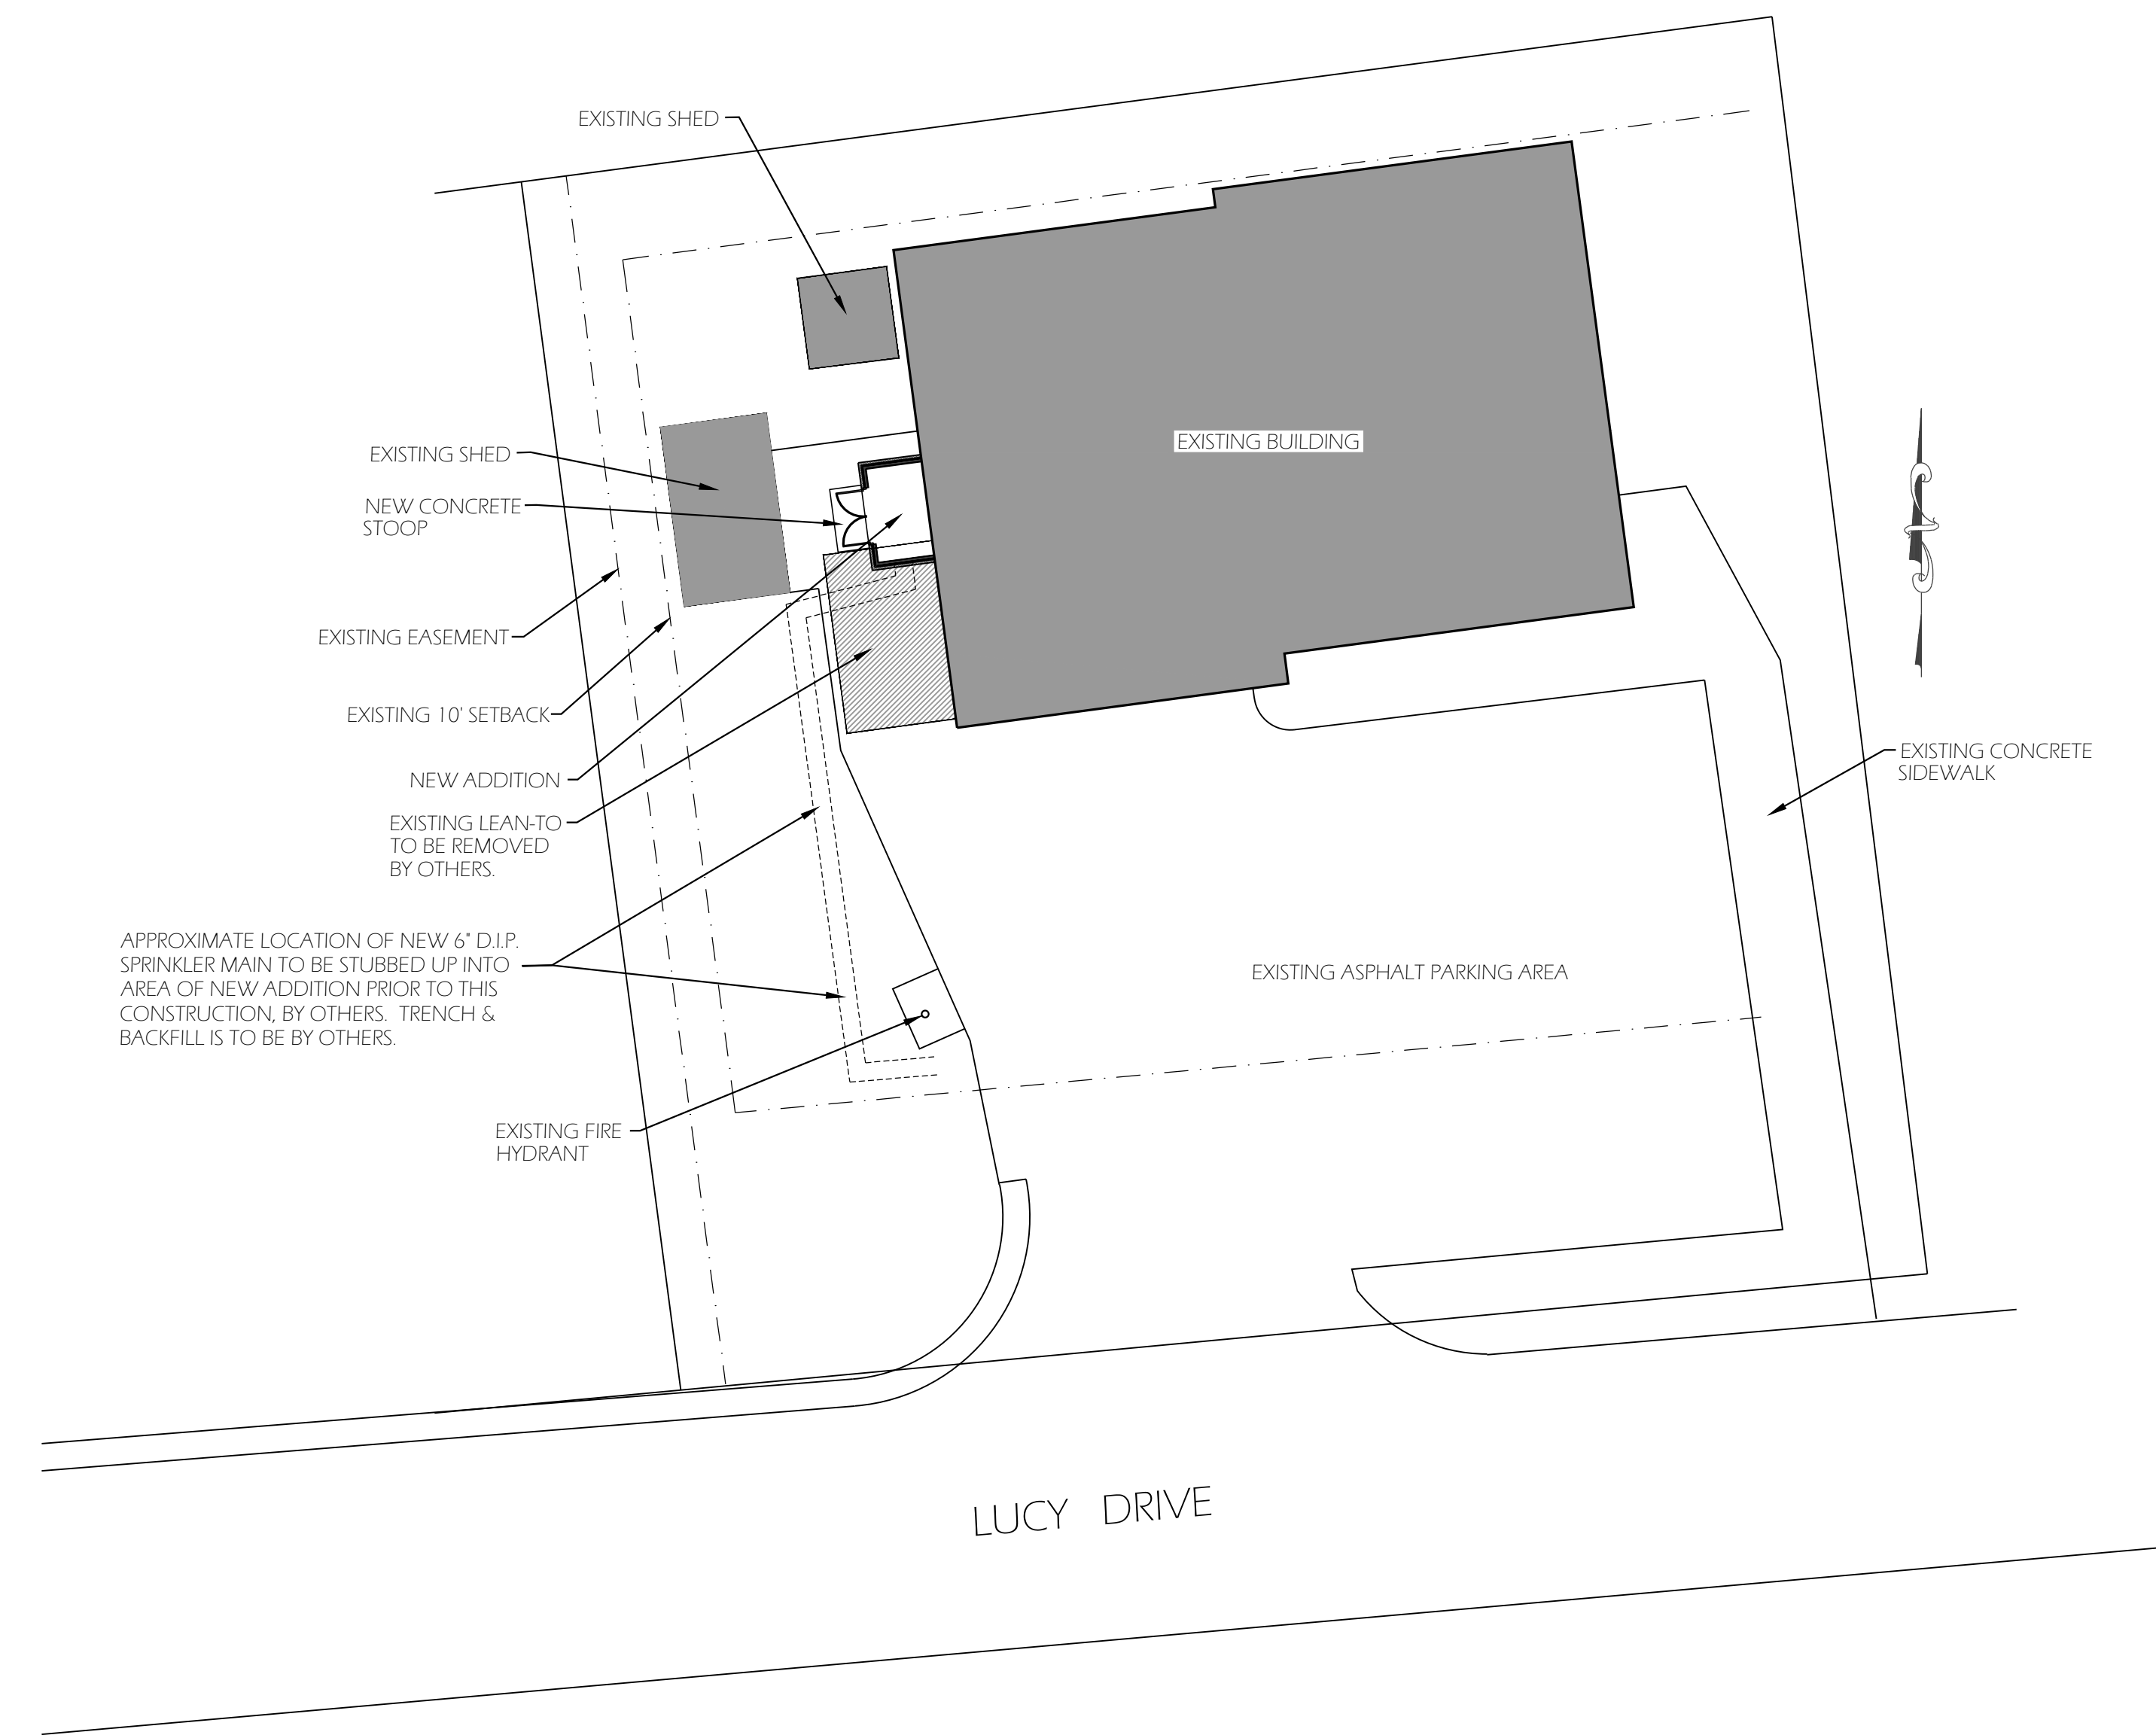 EXISTING SHED
EXISTING BUILDING
EXISTING SHED
NEW CONCRETE
STOOP
EXISTING EASEMENT
EXISTING 10' SETBACK
NEW ADDITION
EXISTING LEAN-TO
TO BE REMOVED
BY OTHERS.
EXISTING CONCRETE
SIDEWALK
APPROXIMATE LOCATION OF NEW 6" D.I.P.
SPRINKLER MAIN TO BE STUBBED UP INTO
AREA OF NEW ADDITION PRIOR TO THIS
CONSTRUCTION, BY OTHERS. TRENCH &
BACKFILL IS TO BE BY OTHERS.
EXISTING ASPHALT PARKING AREA
EXISTING FIRE
HYDRANT
LUCY DRIVE